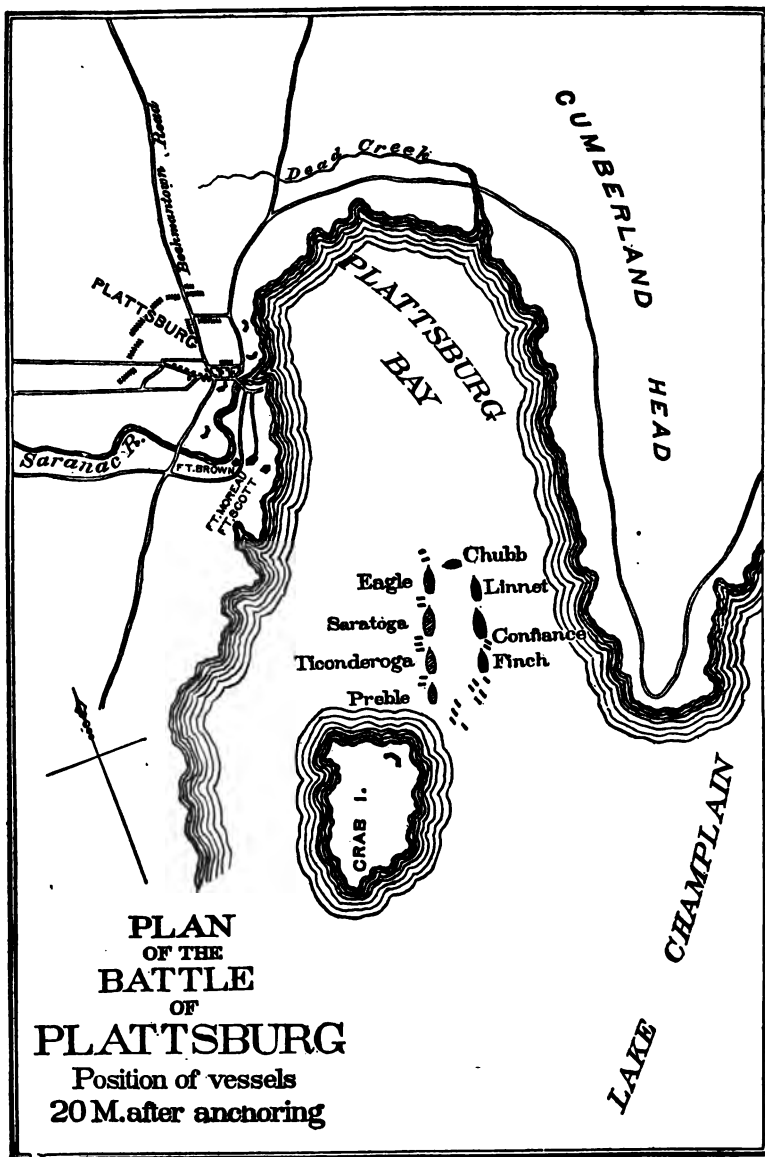 Beekmantown Road
Dead Creek
CUMBERLAND HEAD
PLATTSBURG
PLATTSBURG
BAY
Saranac R.
FT. BROWN
FT. MOREAU
FT. SCOTT
Chubb
Eagle
Linnet
Saratoga
Confiance
Ticonderoga
Finch
Preble
CRAB I.
LAKE CHAMPLAIN
PLAN
OF THE
BATTLE
OF
PLATTSBURG
Position of vessels
20 M. after anchoring